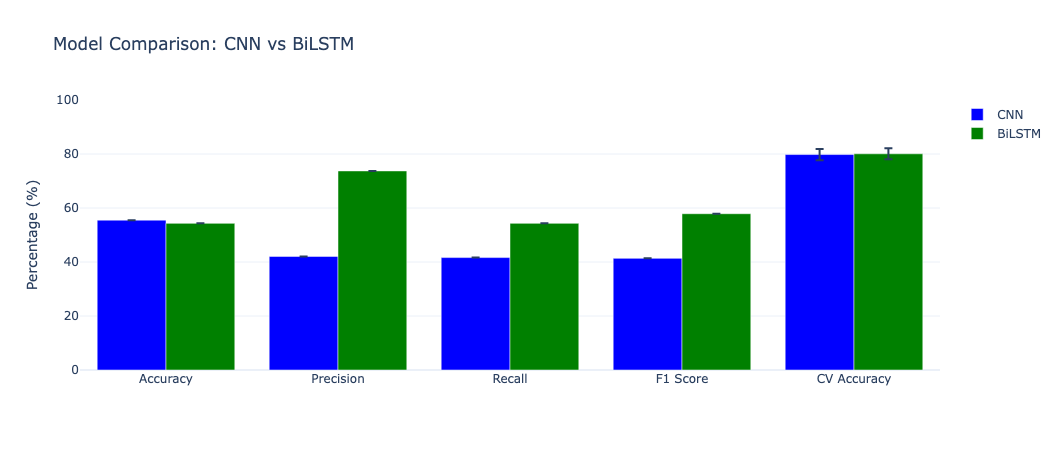 Model Comparison: CNN vs BiLSTM
100
80
60
40
20
0
Percentage (%)
Accuracy
Precision
Recall
F1 Score
CV Accuracy
CNN
BiLSTM